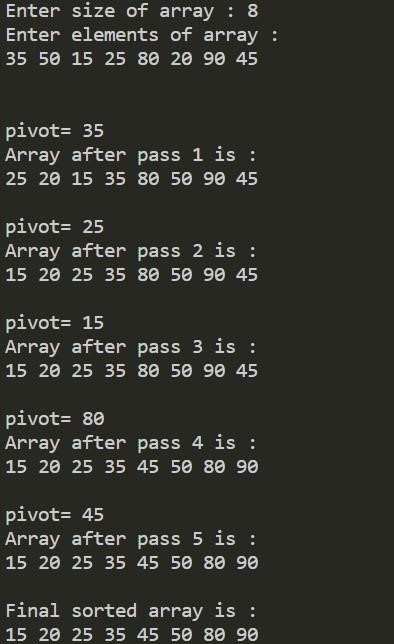 Enter size of array : 8
Enter elements of array :
35 50 15 25 80 20 90 45
pivot= 35
Array after pass 1 is :
25 20 15 35 80 50 90 45
pivot= 25
Array after pass 2 is :
15 20 25 35 80 50 90 45
pivot= 15
Array after pass 3 is :
15 20 25 35 80 50 90 45
pivot= 80
Array after pass 4 is :
15 20 25 35 45 50 80 90
pivot= 45
Array after pass 5 is :
15 20 25 35 45 50 80 90
Final sorted array is :
15 20 25 35 45 50 80 90